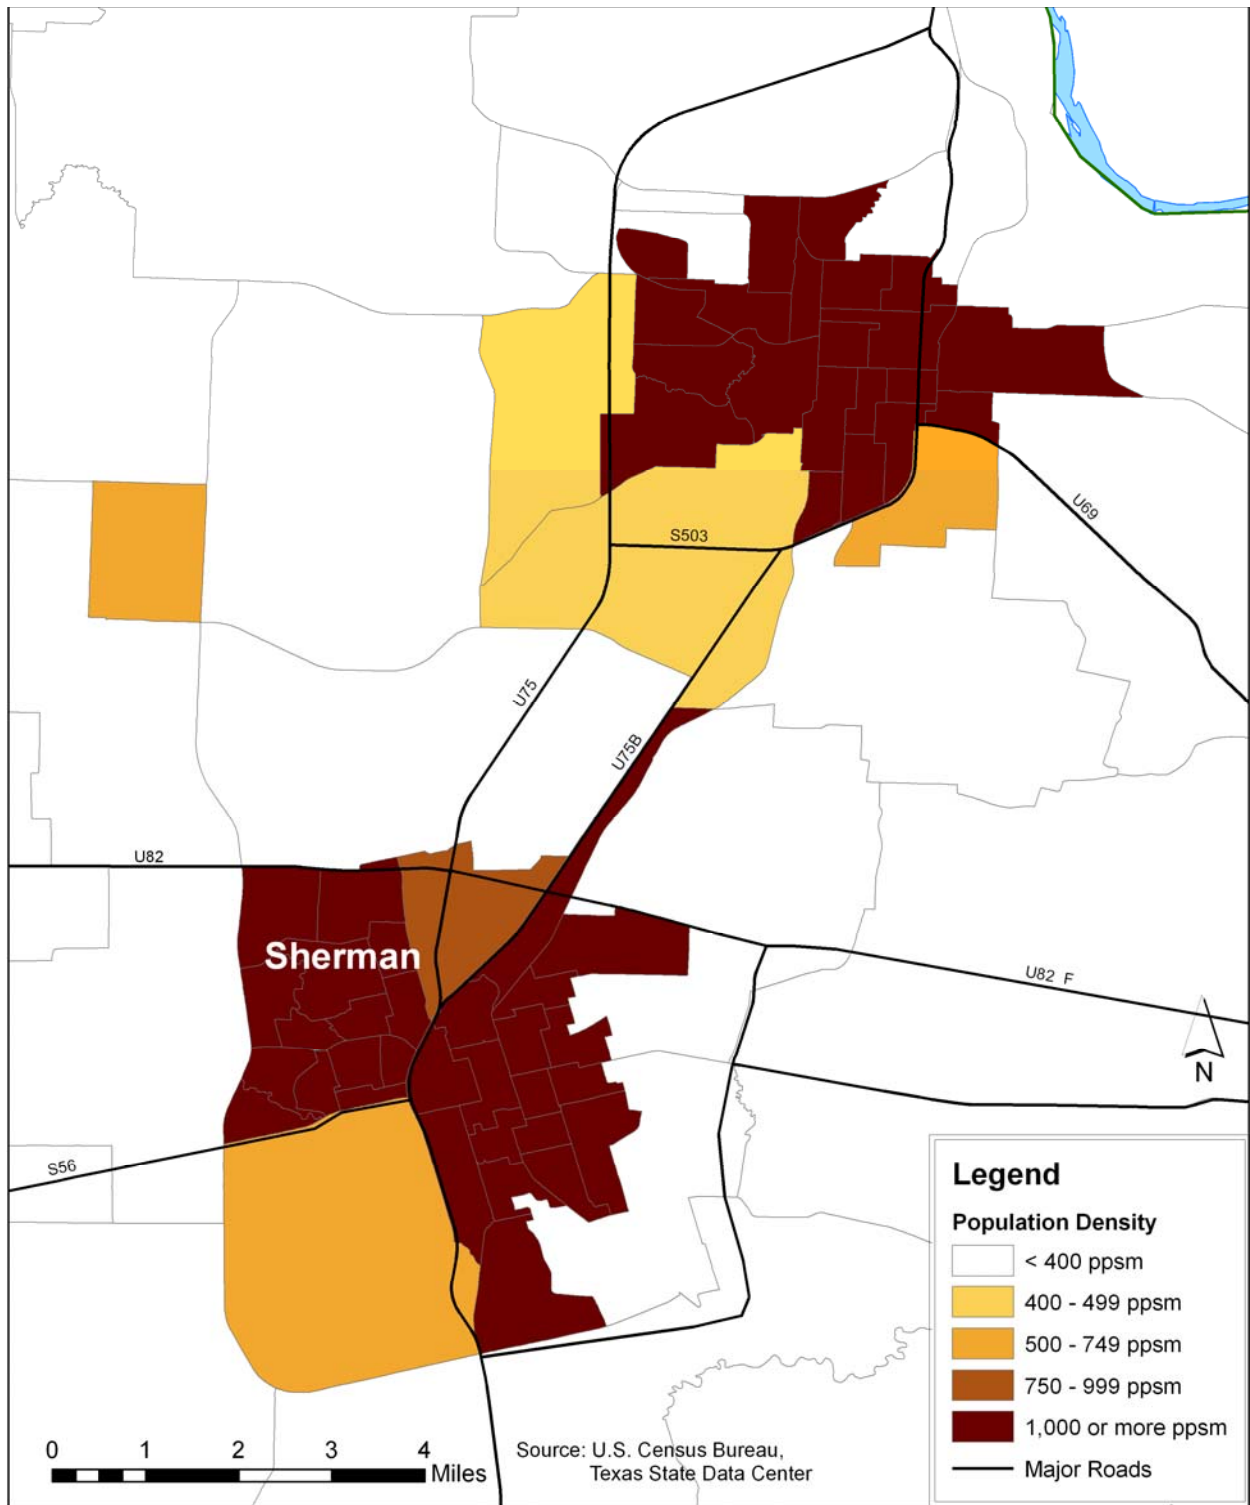 S503
U69
U75
U75B
U82
Sherman
U82 F
N
S56
Legend
Population Density
< 400 ppsm
400 - 499 ppsm
500 - 749 ppsm
750 - 999 ppsm
1,000 or more ppsm
Major Roads
0 1 2 3 4
Miles
Source: U.S. Census Bureau,
Texas State Data Center